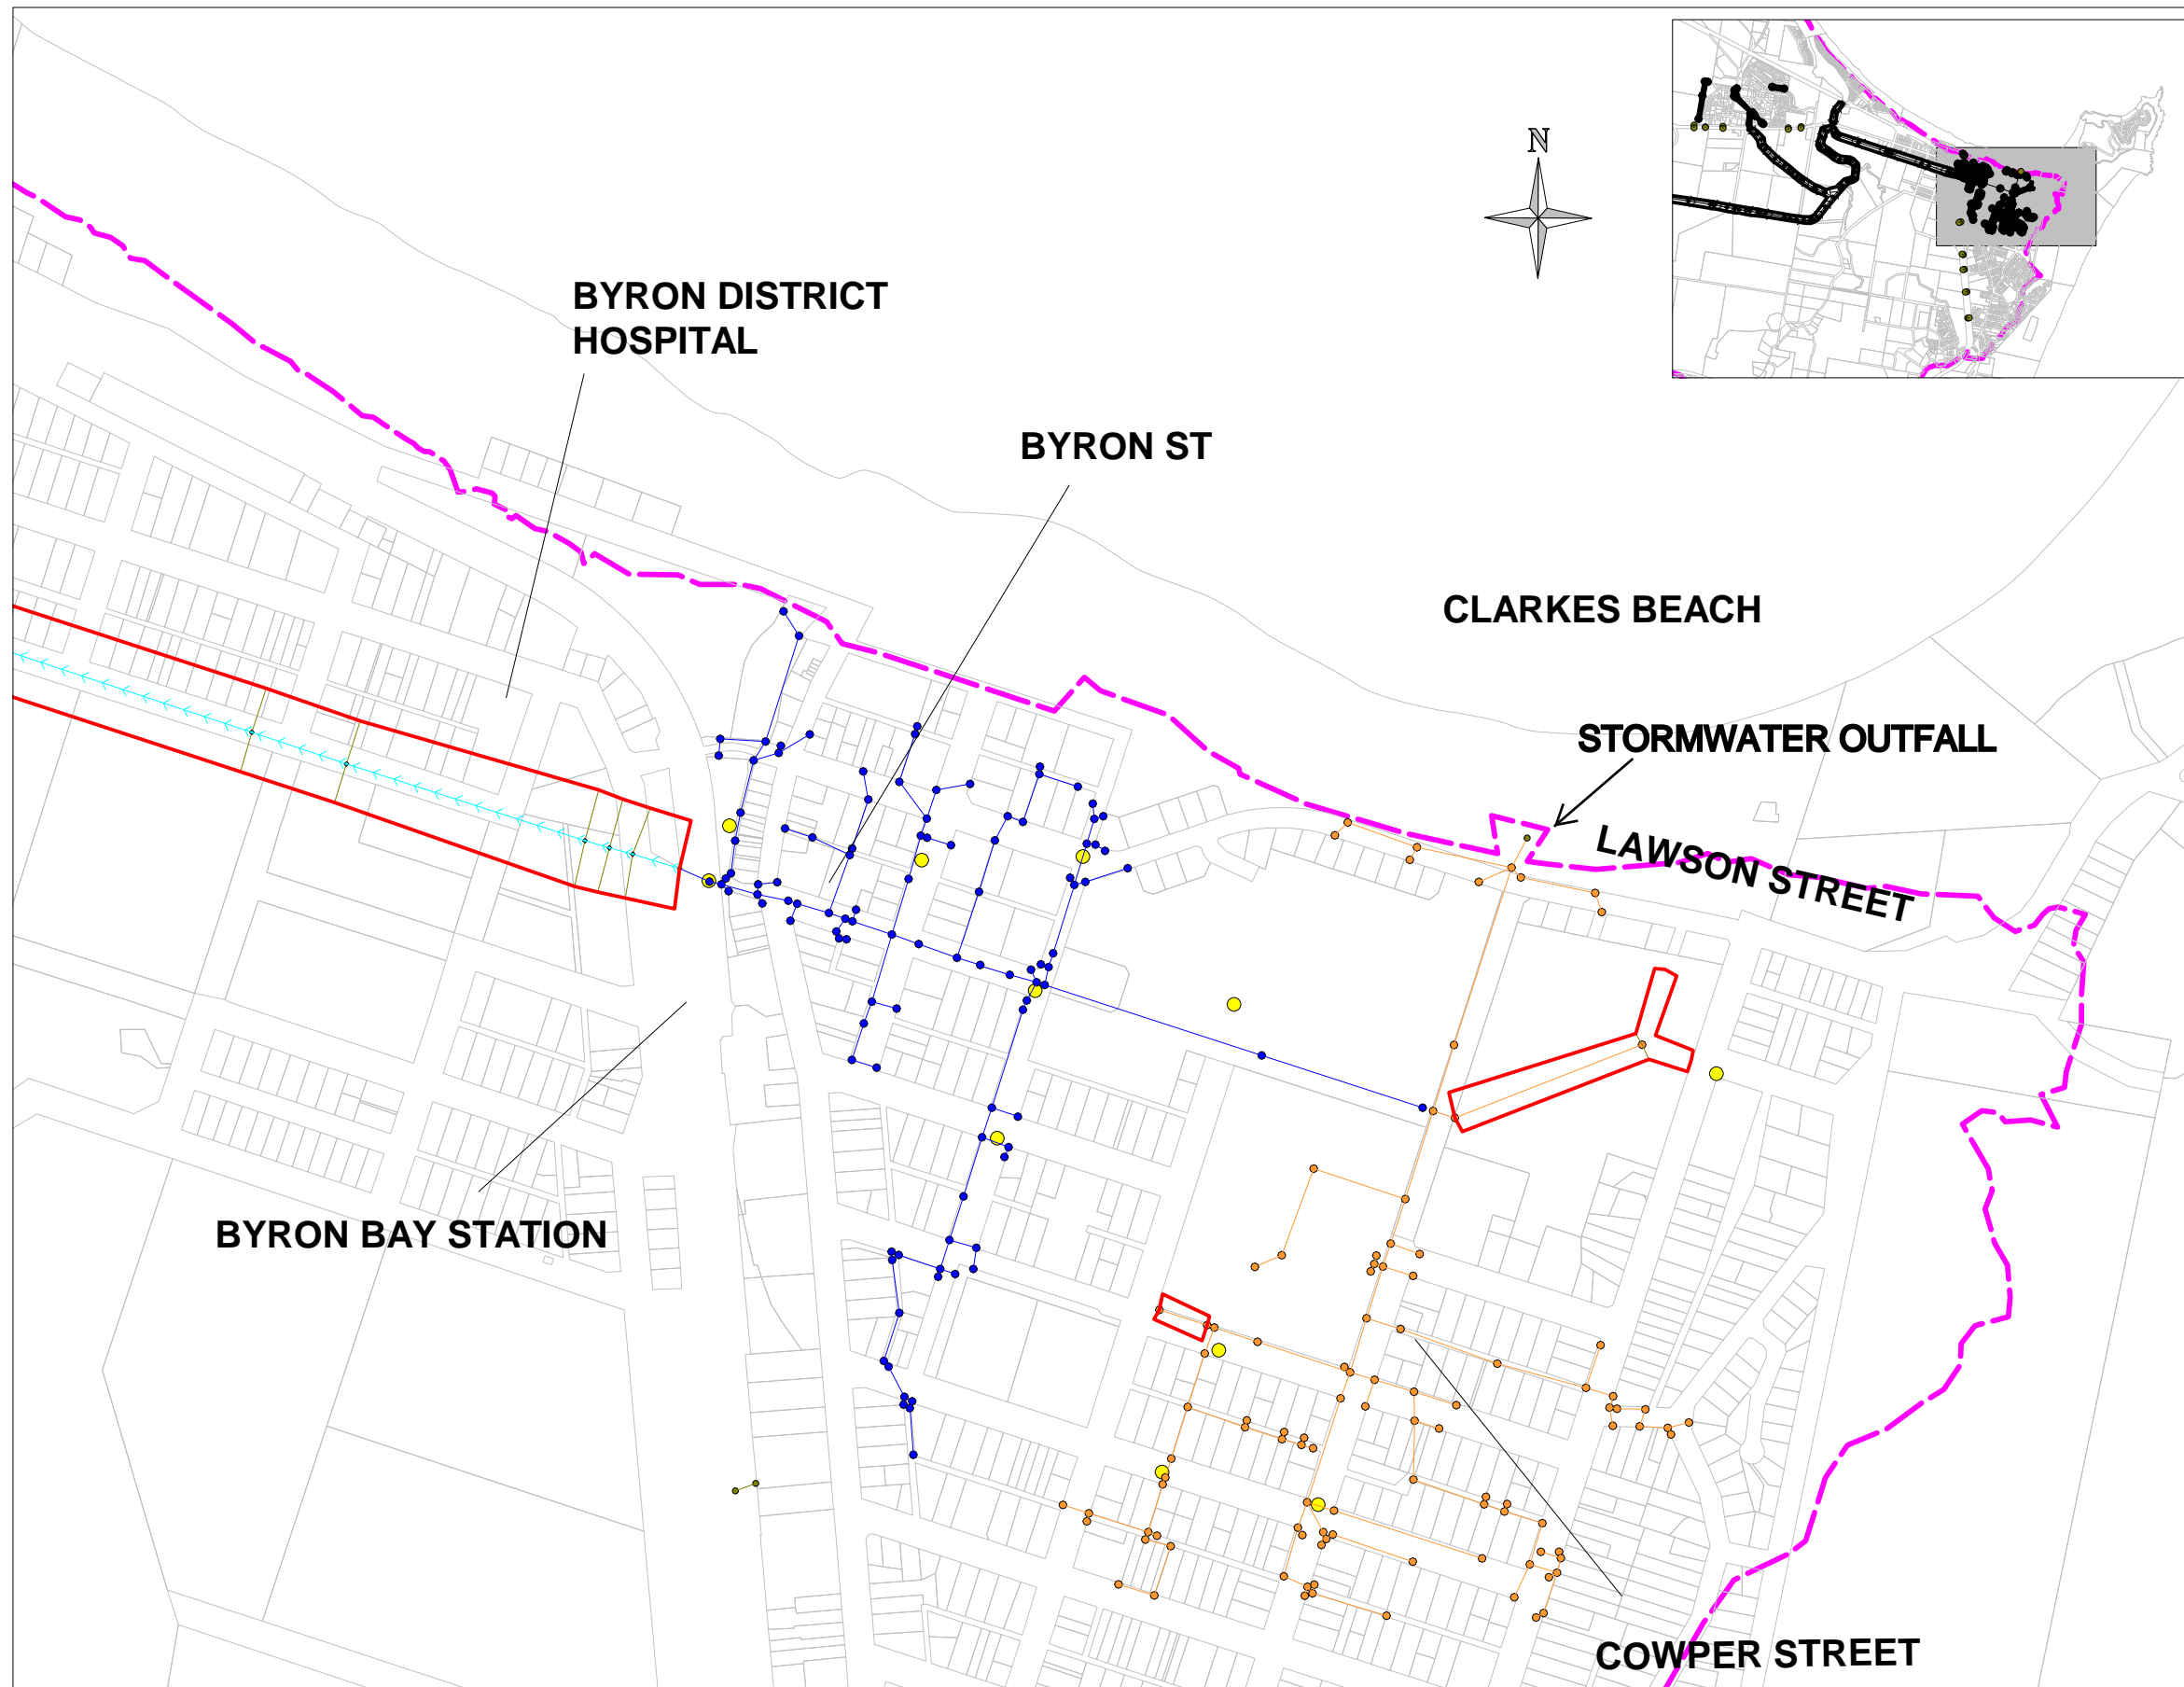 N
BYRON DISTRICT
HOSPITAL
BYRON ST
CLARKES BEACH
STORMWATER OUTFALL
LAWSON STREET
BYRON BAY STATION
COWPER STREET